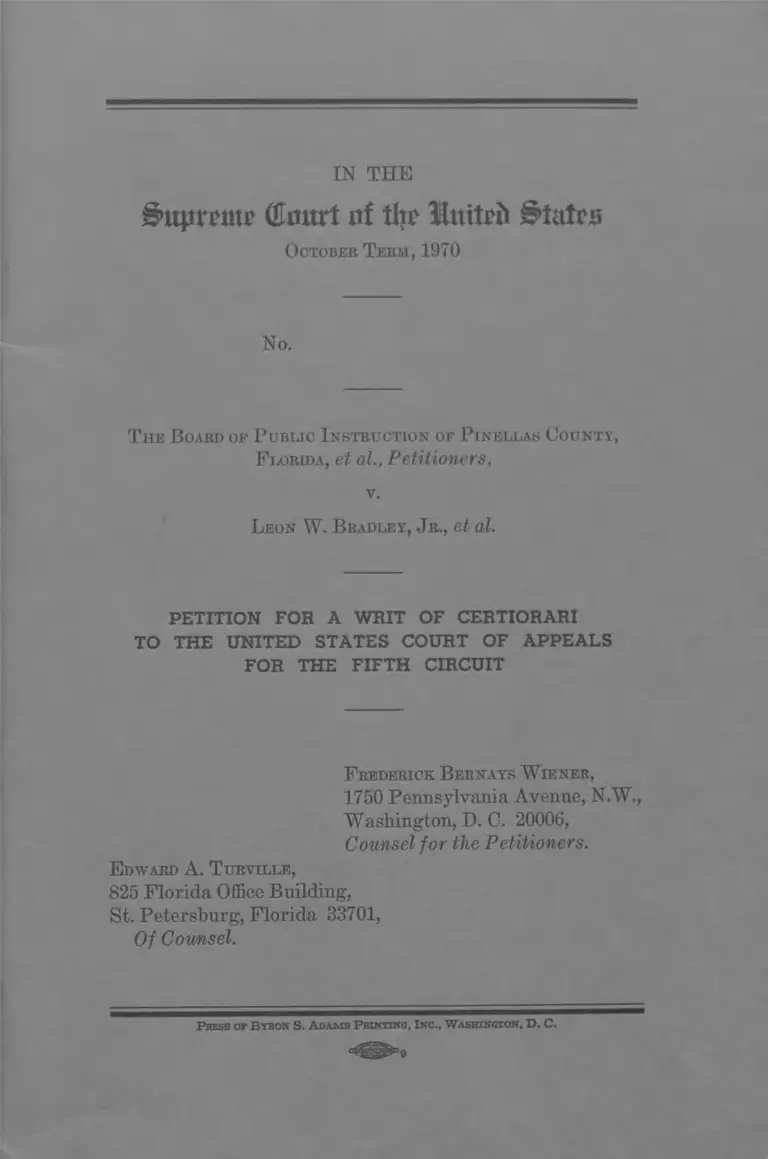 IN THE
Supreme Court of the United States
OCTOBER TERM, 1970
No.
THE BOARD OF PUBLIC INSTRUCTION OF PINELLAS COUNTY,
FLORIDA, et al., Petitioners,
v.
LEON W. BRADLEY, JR., et al.
PETITION FOR A WRIT OF CERTIORARI
TO THE UNITED STATES COURT OF APPEALS
FOR THE FIFTH CIRCUIT
FREDERICK BERNAYS WIENER,
1750 Pennsylvania Avenue, N.W.,
Washington, D. C. 20006,
Counsel for the Petitioners.
EDWARD A. TURVILLE,
825 Florida Office Building,
St. Petersburg, Florida 33701,
Of Counsel.
PRESS OF BYRON S. ADAMS PRINTING, INC., WASHINGTON, D. C.